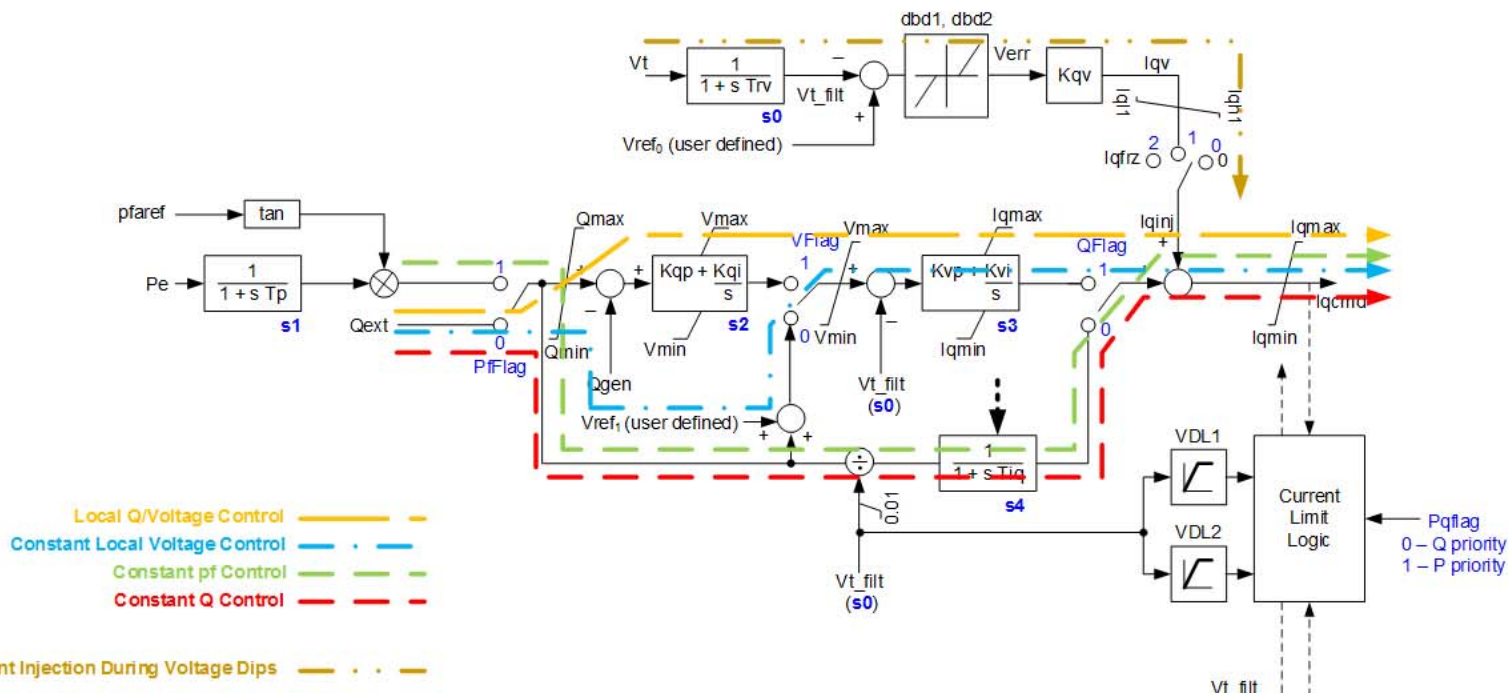 dbd1, dbd2
Vt
1
1 + s Trv
s0
Vt_filt
–
+
Verr
Kqv
Iqv
Iql1
Iqh1
Vref0 (user defined)
Iqfrz
2
1
0
0
pfaref
tan
Pe
1
1 + s Tp
s1
Qext
1
0
PfFlag
Qmax
Qmin
+
–
Qgen
+
Vmax
Kqp + Kqi
s
s2
Vmin
VFlag
1
0
Vmax
Vmin
+
–
Vt_filt
(s0)
Iqmax
Kvp + Kvi
s
s3
Iqmin
QFlag
1
0
Iqinj
+
+
Iqmax
Iqmin
Iqcmd
Vref1 (user defined)
+
+
÷
0.01
1
1 + s Tiq
s4
Vt_filt
(s0)
VDL1
VDL2
Current
Limit
Logic
Pqflag
0 – Q priority
1 – P priority
Local Q/Voltage Control
Constant Local Voltage Control
Constant pf Control
Constant Q Control
nt Injection During Voltage Dips
Vt_filt